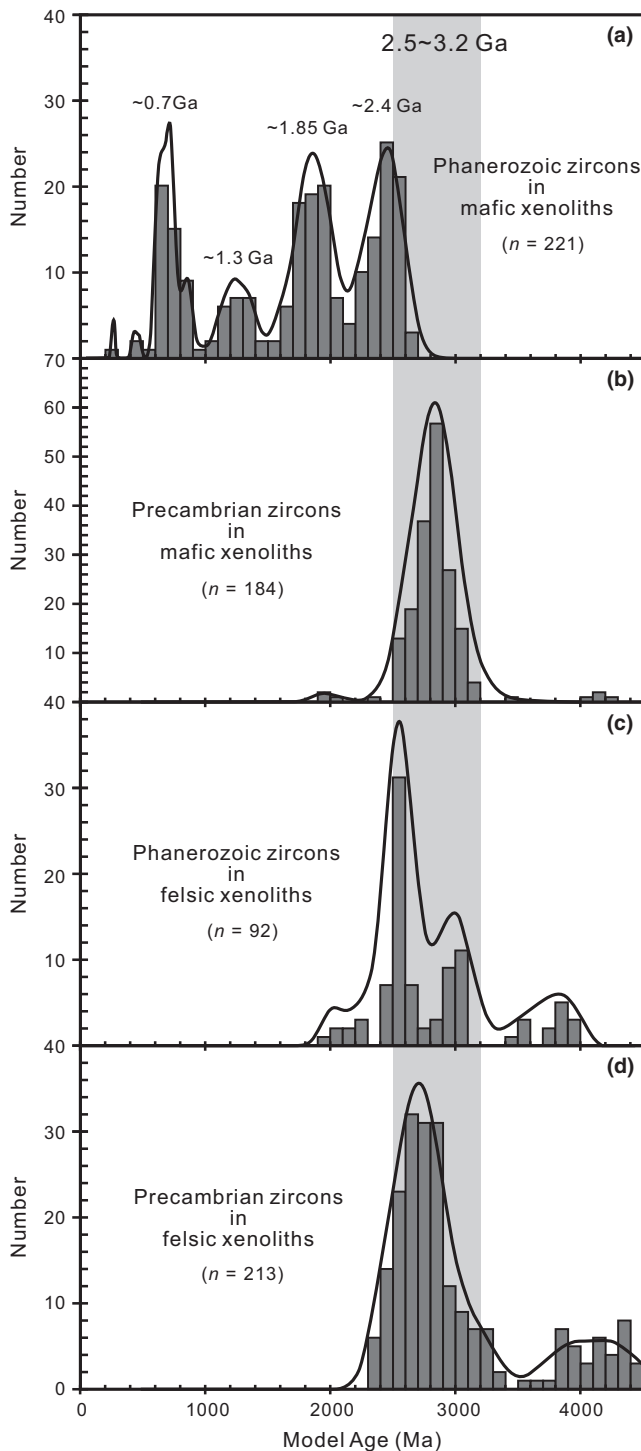 (a)
2.5~3.2 Ga
~0.7Ga
~1.3 Ga
~1.85 Ga
~2.4 Ga
Phanerozoic zircons
in
mafic xenoliths
(n = 221)
Number
40
30
20
10
70
(b)
Precambrian zircons
in
mafic xenoliths
(n = 184)
Number
60
50
40
30
20
10
40
(c)
Phanerozoic zircons
in
felsic xenoliths
(n = 92)
Number
30
20
10
40
(d)
Precambrian zircons
in
felsic xenoliths
(n = 213)
Number
30
20
10
0
0 1000 2000 3000 4000
Model Age (Ma)